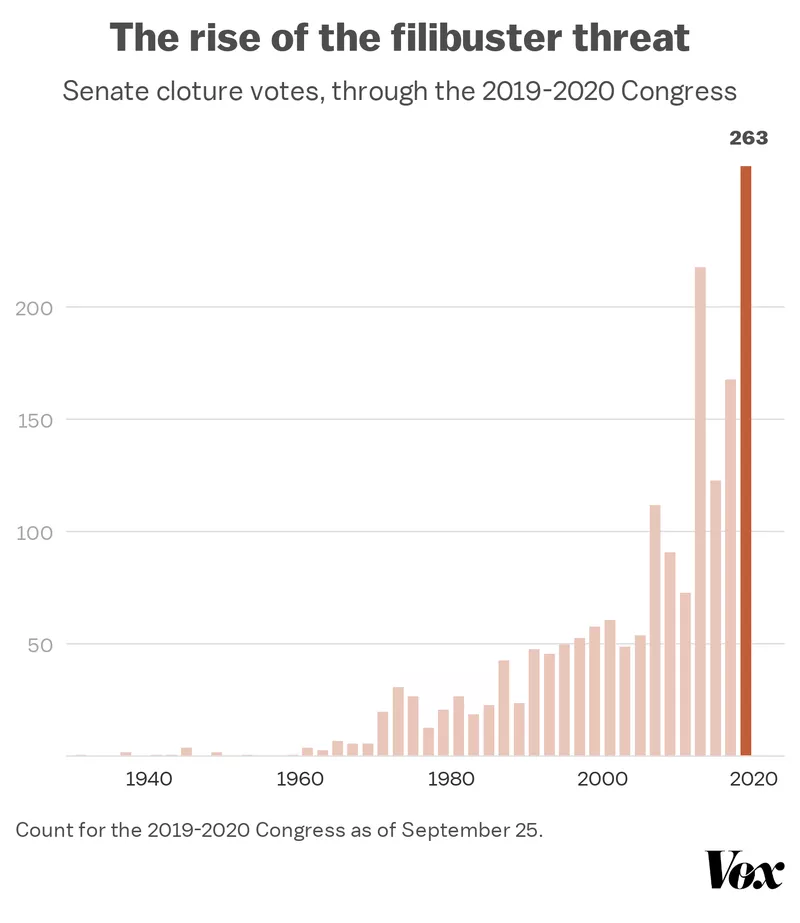 The rise of the filibuster threat
Senate cloture votes, through the 2019-2020 Congress
263
200
150
100
50
1940 1960 1980 2000 2020
Count for the 2019-2020 Congress as of September 25.
Vox